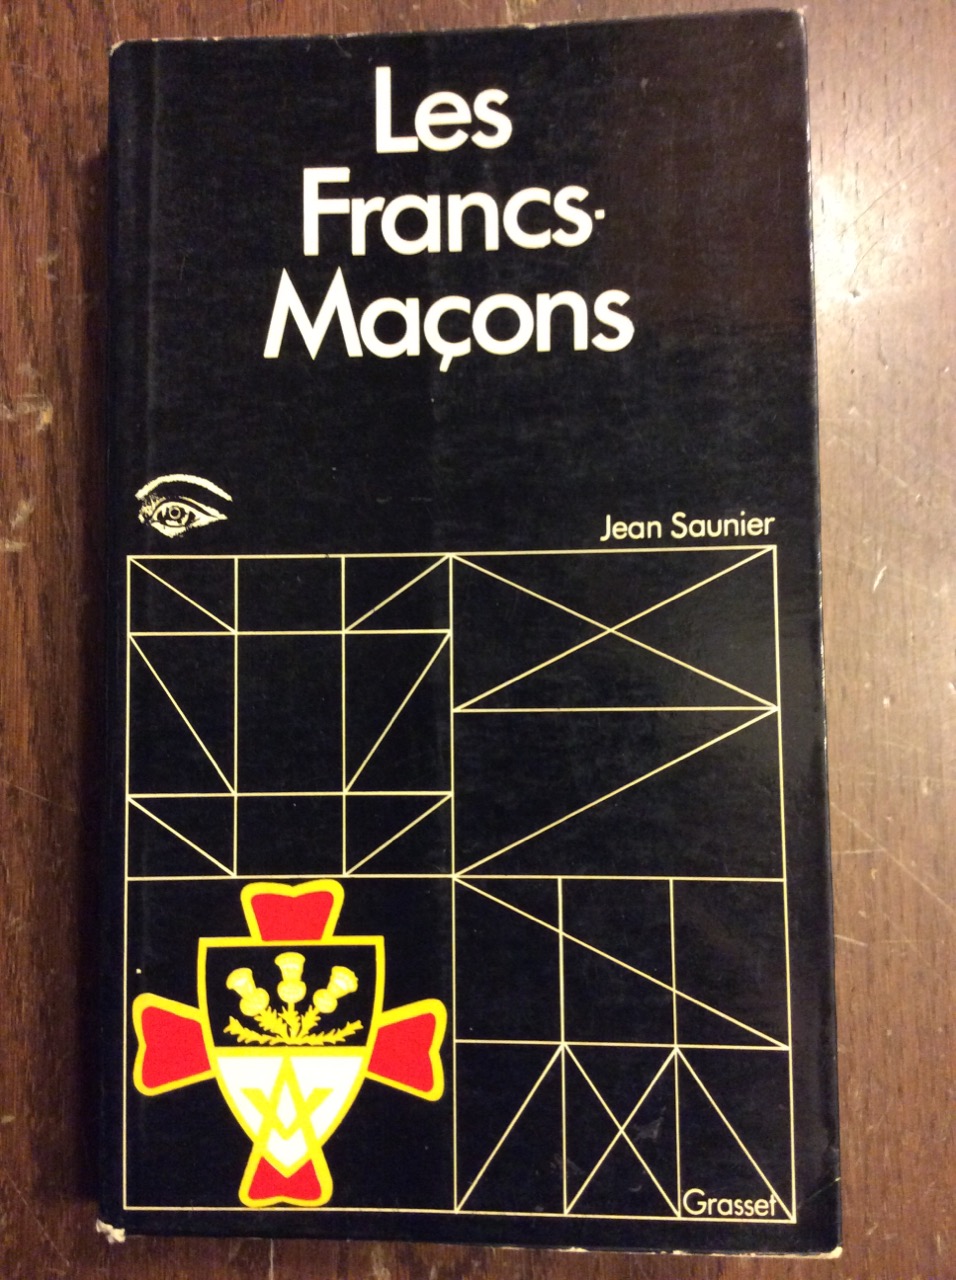 Les
Francs-
Maçons
Jean Saunier
Grasset